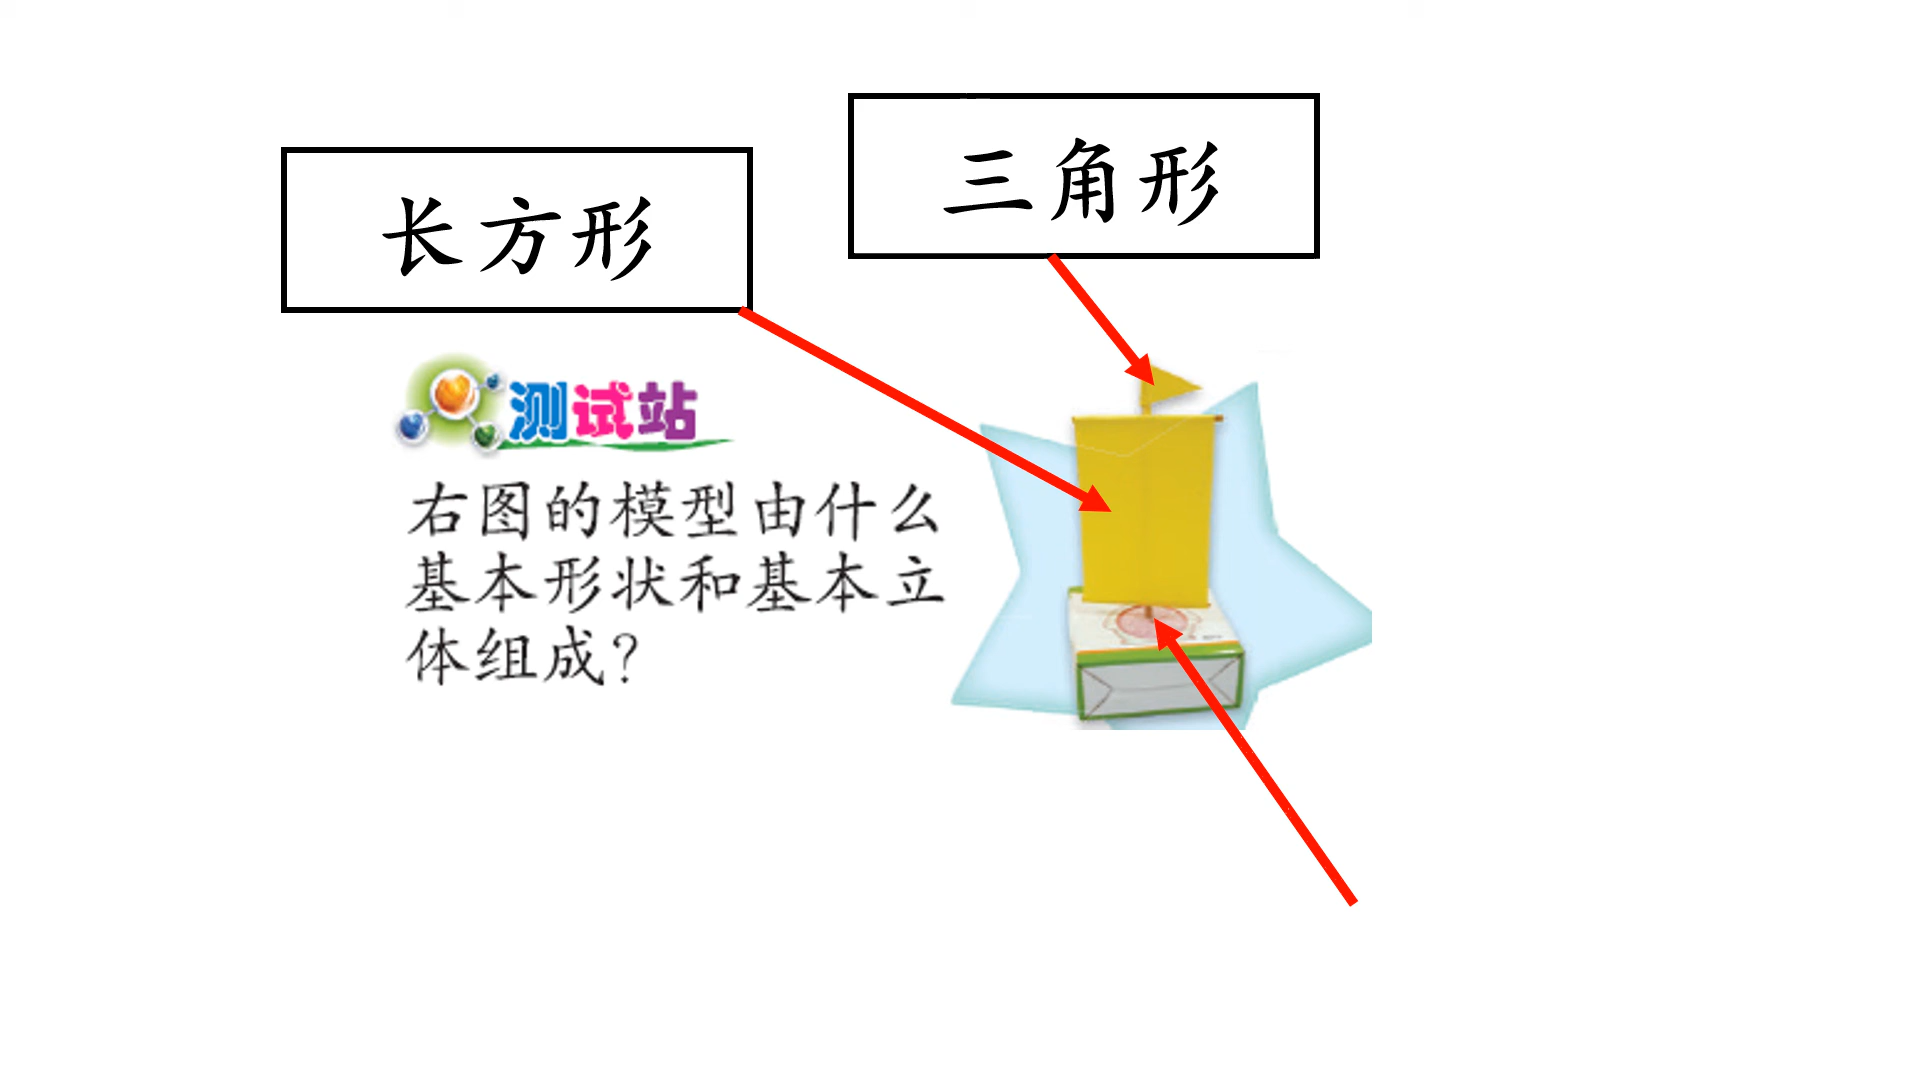 三角形
长方形
测试站
右图的模型由什么
基本形状和基本立
体组成？